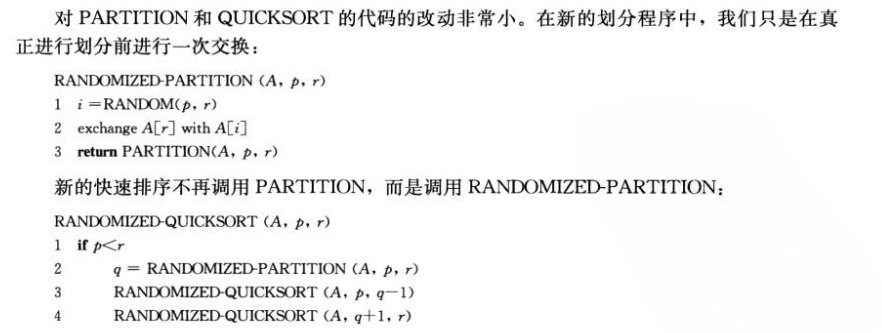 对 PARTITION 和 QUICKSORT 的代码的改动非常小。在新的划分程序中，我们只是在真
正进行划分前进行一次交换：
RANDOMIZED-PARTITION (A, p, r)
1 i =RANDOM(p, r)
2 exchange A[r] with A[i]
3 return PARTITION(A, p, r)
新的快速排序不再调用 PARTITION，而是调用 RANDOMIZED-PARTITION：
RANDOMIZED-QUICKSORT (A, p, r)
1 if p<r
2 q = RANDOMIZED-PARTITION (A, p, r)
3 RANDOMIZED-QUICKSORT (A, p, q-1)
4 RANDOMIZED-QUICKSORT (A, q+1, r)